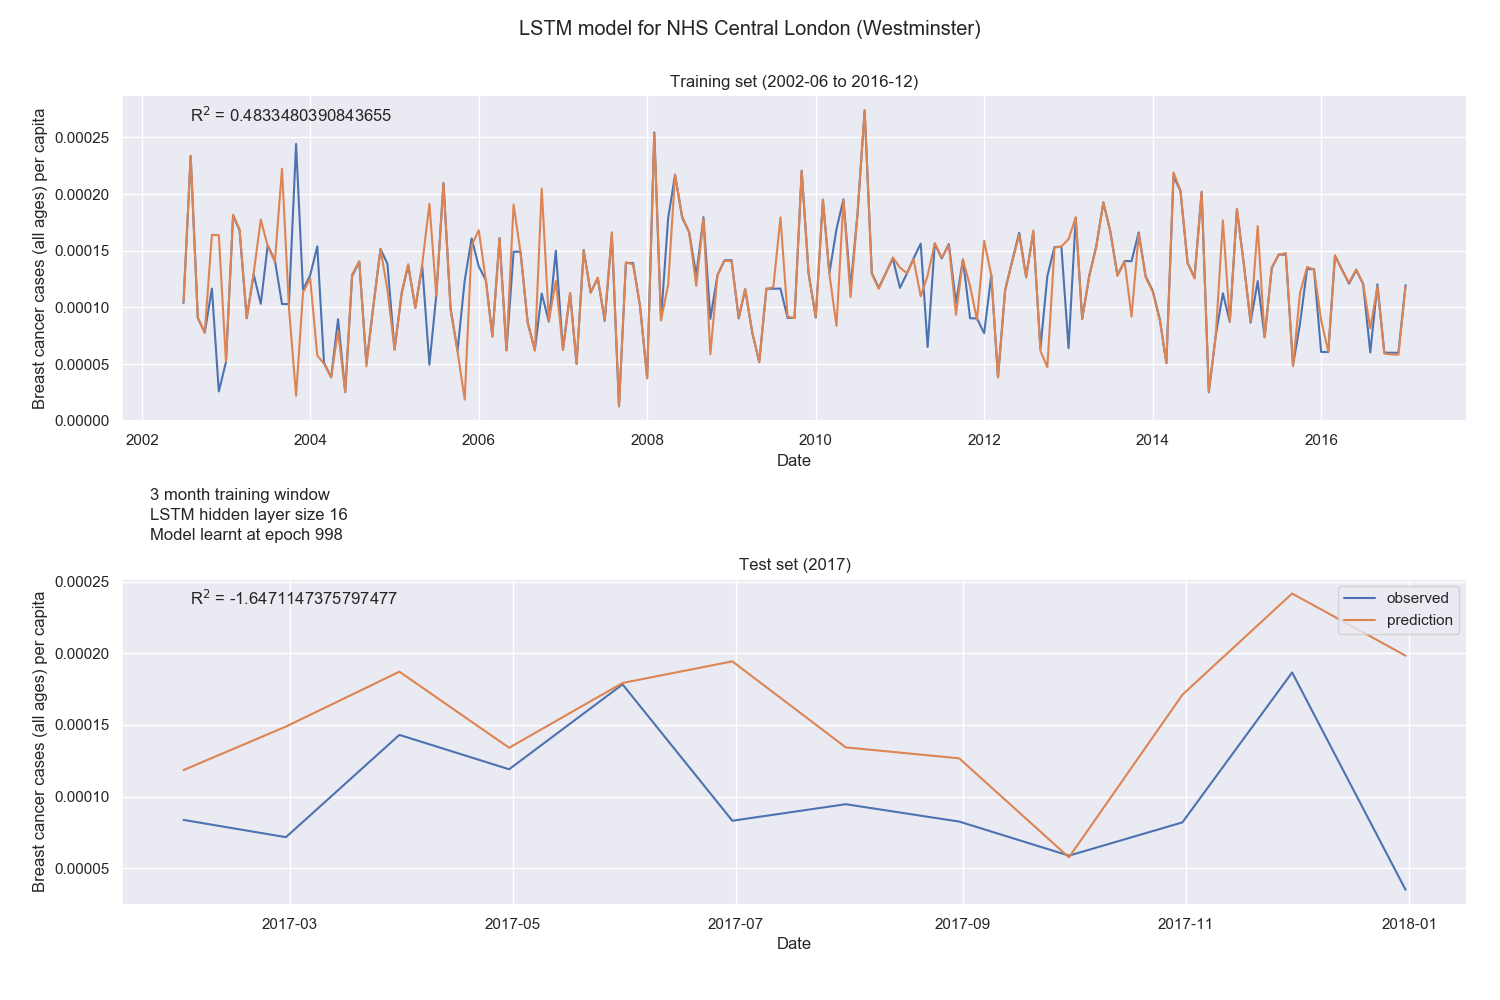 LSTM model for NHS Central London (Westminster)
Training set (2002-06 to 2016-12)
R² = 0.4833480390843655
Breast cancer cases (all ages) per capita
0.00025
0.00020
0.00015
0.00010
0.00005
0.00000
2002 2004 2006 2008 2010 2012 2014 2016
Date
3 month training window
LSTM hidden layer size 16
Model learnt at epoch 998
Test set (2017)
R² = -1.6471147375797477
observed
prediction
Breast cancer cases (all ages) per capita
0.00025
0.00020
0.00015
0.00010
0.00005
2017-03 2017-05 2017-07 2017-09 2017-11 2018-01
Date